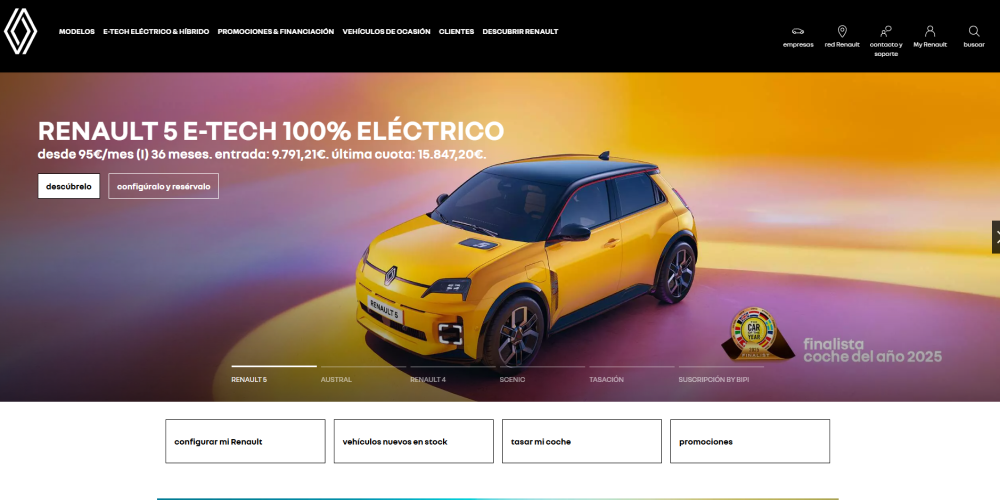 MODELOS E-TECH ELÉCTRICO & HÍBRIDO PROMOCIONES & FINANCIACIÓN VEHÍCULOS DE OCASIÓN CLIENTES DESCUBRIR RENAULT
empresas red Renault contacto y soporte My Renault buscar
RENAULT 5 E-TECH 100% ELÉCTRICO
desde 95€/mes (I) 36 meses. entrada: 9.791,21€. última cuota: 15.847,20€.
descúbrelo configúralo y resérvalo
RENAULT 5
CAR
YEAR
FINALIST
finalista
coche del año 2025
RENAULT 5 AUSTRAL RENAULT 4 SCENIC TASACIÓN SUSCRIPCIÓN BY BIPI
configurar mi Renault vehículos nuevos en stock tasar mi coche promociones